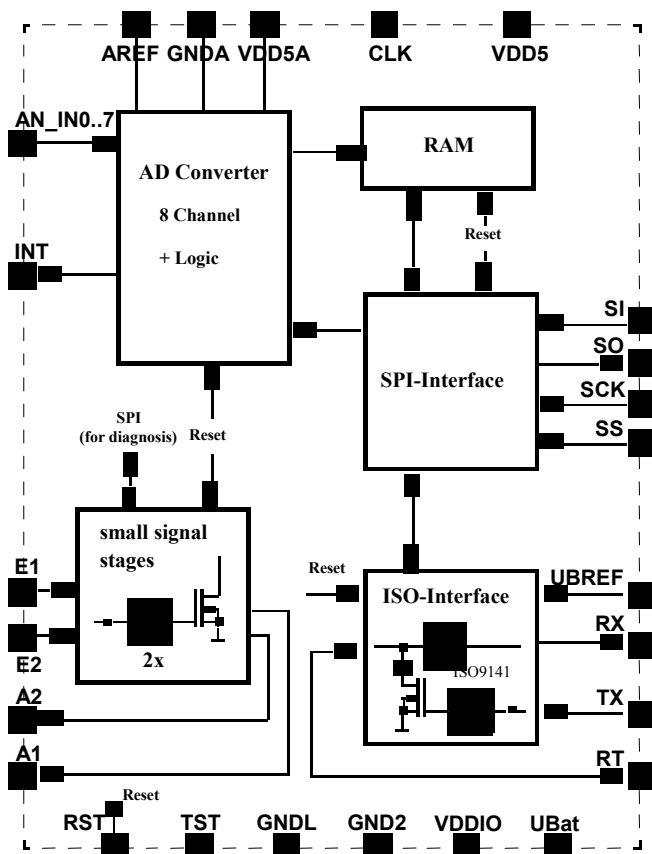 AREF GNDA VDD5A CLK VDD5
AN_IN0..7
AD Converter
8 Channel
+ Logic
RAM
INT
Reset
SI
SO
SPI-Interface
SCK
SS
SPI
(for diagnosis)
Reset
small signal
stages
E1
2x
E2
A2
A1
Reset
ISO-Interface
UBREF
RX
ISO9141
TX
RT
Reset
RST TST GNDL GND2 VDDIO UBat